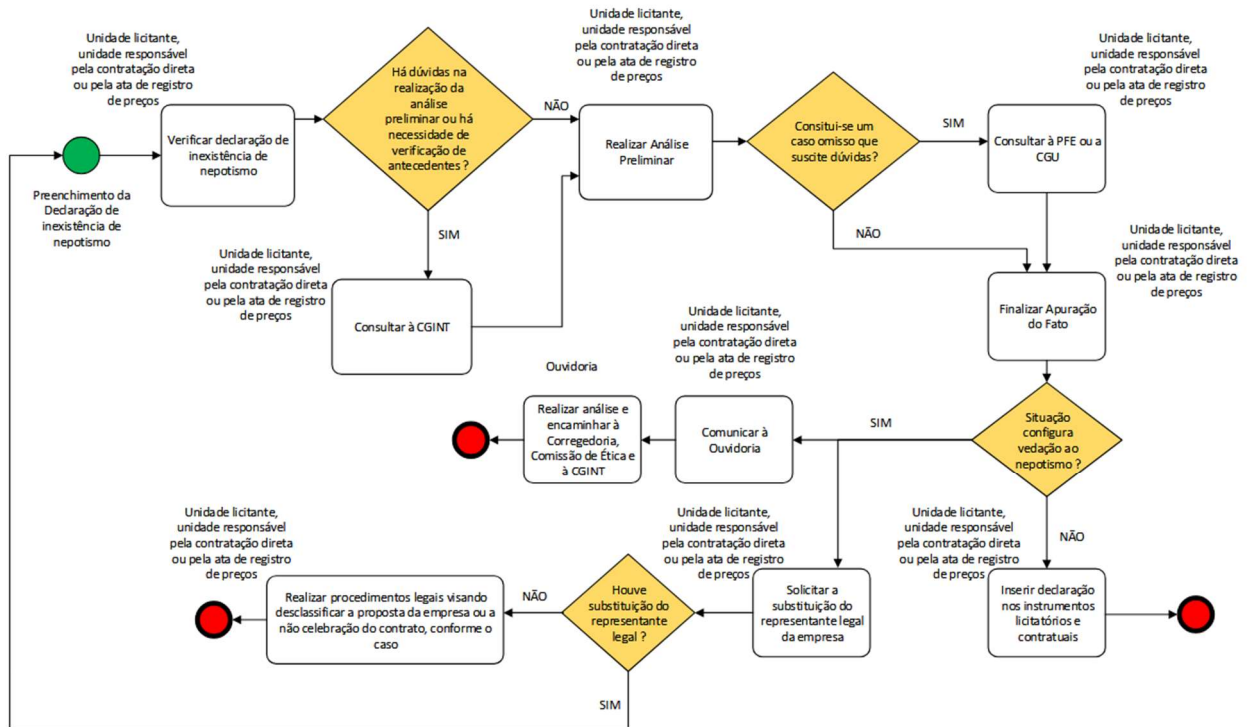 Unidade licitante,
unidade responsável
pela contratação direta
ou pela ata de registro
de preços
Verificar declaração de
inexistência de
nepotismo
Preenchimento da
Declaração de
inexistência de
nepotismo
Há dúvidas na
realização da
análise
preliminar ou há
necessidade de
verificação de
antecedentes ?
NÃO
SIM
Unidade licitante,
unidade responsável
pela contratação direta
ou pela ata de registro
de preços
Consultar à CGINT
Unidade licitante,
unidade responsável
pela contratação direta
ou pela ata de registro
de preços
Realizar Análise
Preliminar
Consitui-se um
caso omisso que
suscite dúvidas?
SIM
NÃO
Unidade licitante,
unidade responsável
pela contratação direta
ou pela ata de registro
de preços
Consultar à PFE ou a
CGU
Unidade licitante,
unidade responsável
pela contratação direta
ou pela ata de registro
de preços
Finalizar Apuração
do Fato
Situação
configura
vedação ao
nepotismo ?
SIM
NÃO
Unidade licitante,
unidade responsável
pela contratação direta
ou pela ata de registro
de preços
Comunicar à
Ouvidoria
Ouvidoria
Realizar análise e
encaminhar à
Corregedoria,
Comissão de Ética e
à CGINT
Unidade licitante,
unidade responsável
pela contratação direta
ou pela ata de registro
de preços
Inserir declaração
nos instrumentos
licitatórios e
contratuais
Unidade licitante,
unidade responsável
pela contratação direta
ou pela ata de registro
de preços
Solicitar a
substituição do
representante legal
da empresa
Houve
substituição do
representante
legal ?
NÃO
SIM
Unidade licitante,
unidade responsável
pela contratação direta
ou pela ata de registro
de preços
Realizar procedimentos legais visando
desclassificar a proposta da empresa ou a
não celebração do contrato, conforme o
caso